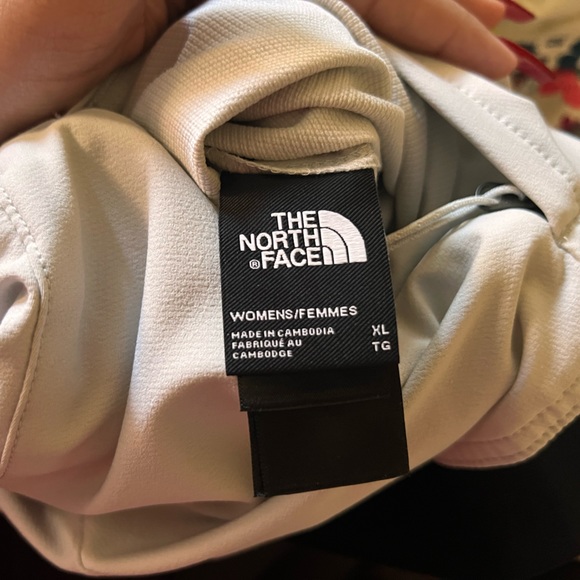 THE
NORTH
®FACE
WOMENS/FEMMES
MADE IN CAMBODIA XL
FABRIQUÉ AU TG
CAMBODGE